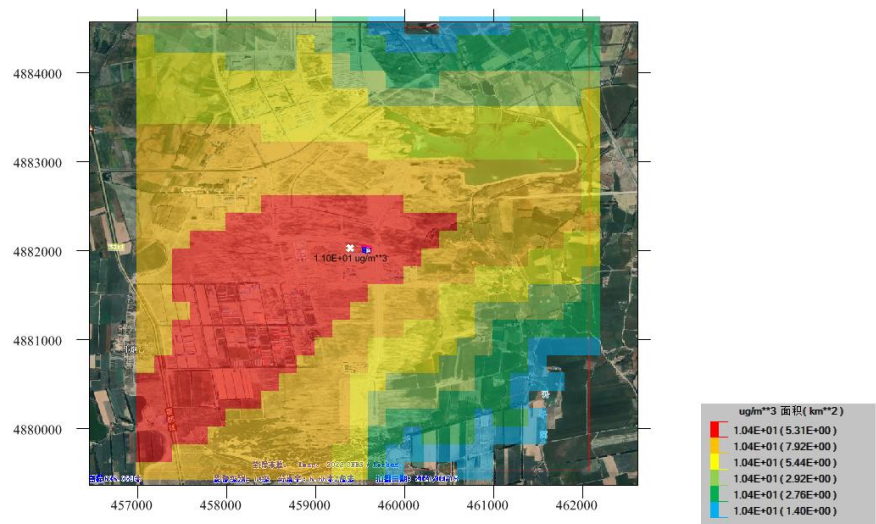 4884000
4883000
4882000
1.10E+01 ug/m**3
4881000
4880000
457000
458000
459000
460000
461000
462000
ug/m**3 面积(km**2)
1.04E+01(5.31E+00)
1.04E+01(7.92E+00)
1.04E+01(5.44E+00)
1.04E+01(2.92E+00)
1.04E+01(2.76E+00)
1.04E+01(1.40E+00)